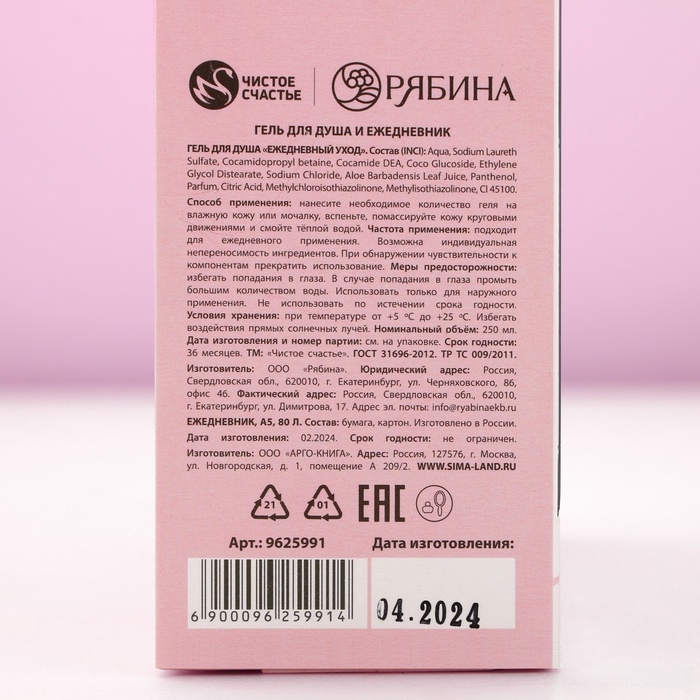 ЧИСТОЕ
СЧАСТЬЕ
РЯБИНА
ГЕЛЬ ДЛЯ ДУША И ЕЖЕДНЕВНИК
ГЕЛЬ ДЛЯ ДУША «ЕЖЕДНЕВНЫЙ УХОД». Состав (INCI): Aqua, Sodium Laureth
Sulfate, Cocamidopropyl betaine, Cocamide DEA, Coco Glucoside, Ethylene
Glycol Distearate, Sodium Chloride, Aloe Barbadensis Leaf Juice, Panthenol,
Parfum, Citric Acid, Methylchloroisothiazolinone, Methylisothiazolinone, CI 45100.
Способ применения: нанесите необходимое количество геля на
влажную кожу или мочалку, вспеньте, помассируйте кожу круговыми
движениями и смойте тёплой водой. Частота применения: подходит
для ежедневного применения. Возможна индивидуальная
непереносимость ингредиентов. При обнаружении чувствительности к
компонентам прекратить использование. Меры предосторожности:
избегать попадания в глаза. В случае попадания в глаза промыть
большим количеством воды. Использовать только для наружного
применения. Не использовать по истечении срока годности.
Условия хранения: при температуре от +5 ºС до +25 ºС. Избегать
воздействия прямых солнечных лучей. Номинальный объём: 250 мл.
Дата изготовления и номер партии: см. на упаковке. Срок годности:
36 месяцев. ТМ: «Чистое счастье». ГОСТ 31696-2012. ТР ТС 009/2011.
Изготовитель: ООО «Рябина». Юридический адрес: Россия,
Свердловская обл., 620010, г. Екатеринбург, ул. Черняховского, 86,
офис 46. Фактический адрес: Россия, Свердловская обл., 620010,
г. Екатеринбург, ул. Димитрова, 17. Адрес эл. почты: info@ryabinaekb.ru
ЕЖЕДНЕВНИК, А5, 80 Л. Состав: бумага, картон. Изготовлено в России.
Дата изготовления: 02.2024. Срок годности: не ограничен.
Изготовитель: ООО «АРГО-КНИГА». Адрес: Россия, 127576, г. Москва,
ул. Новгородская, д. 1, помещение А 209/2. WWW.SIMA-LAND.RU
21 01 EAC
Арт.: 9625991 Дата изготовления:
04.2024
6 900096 259914